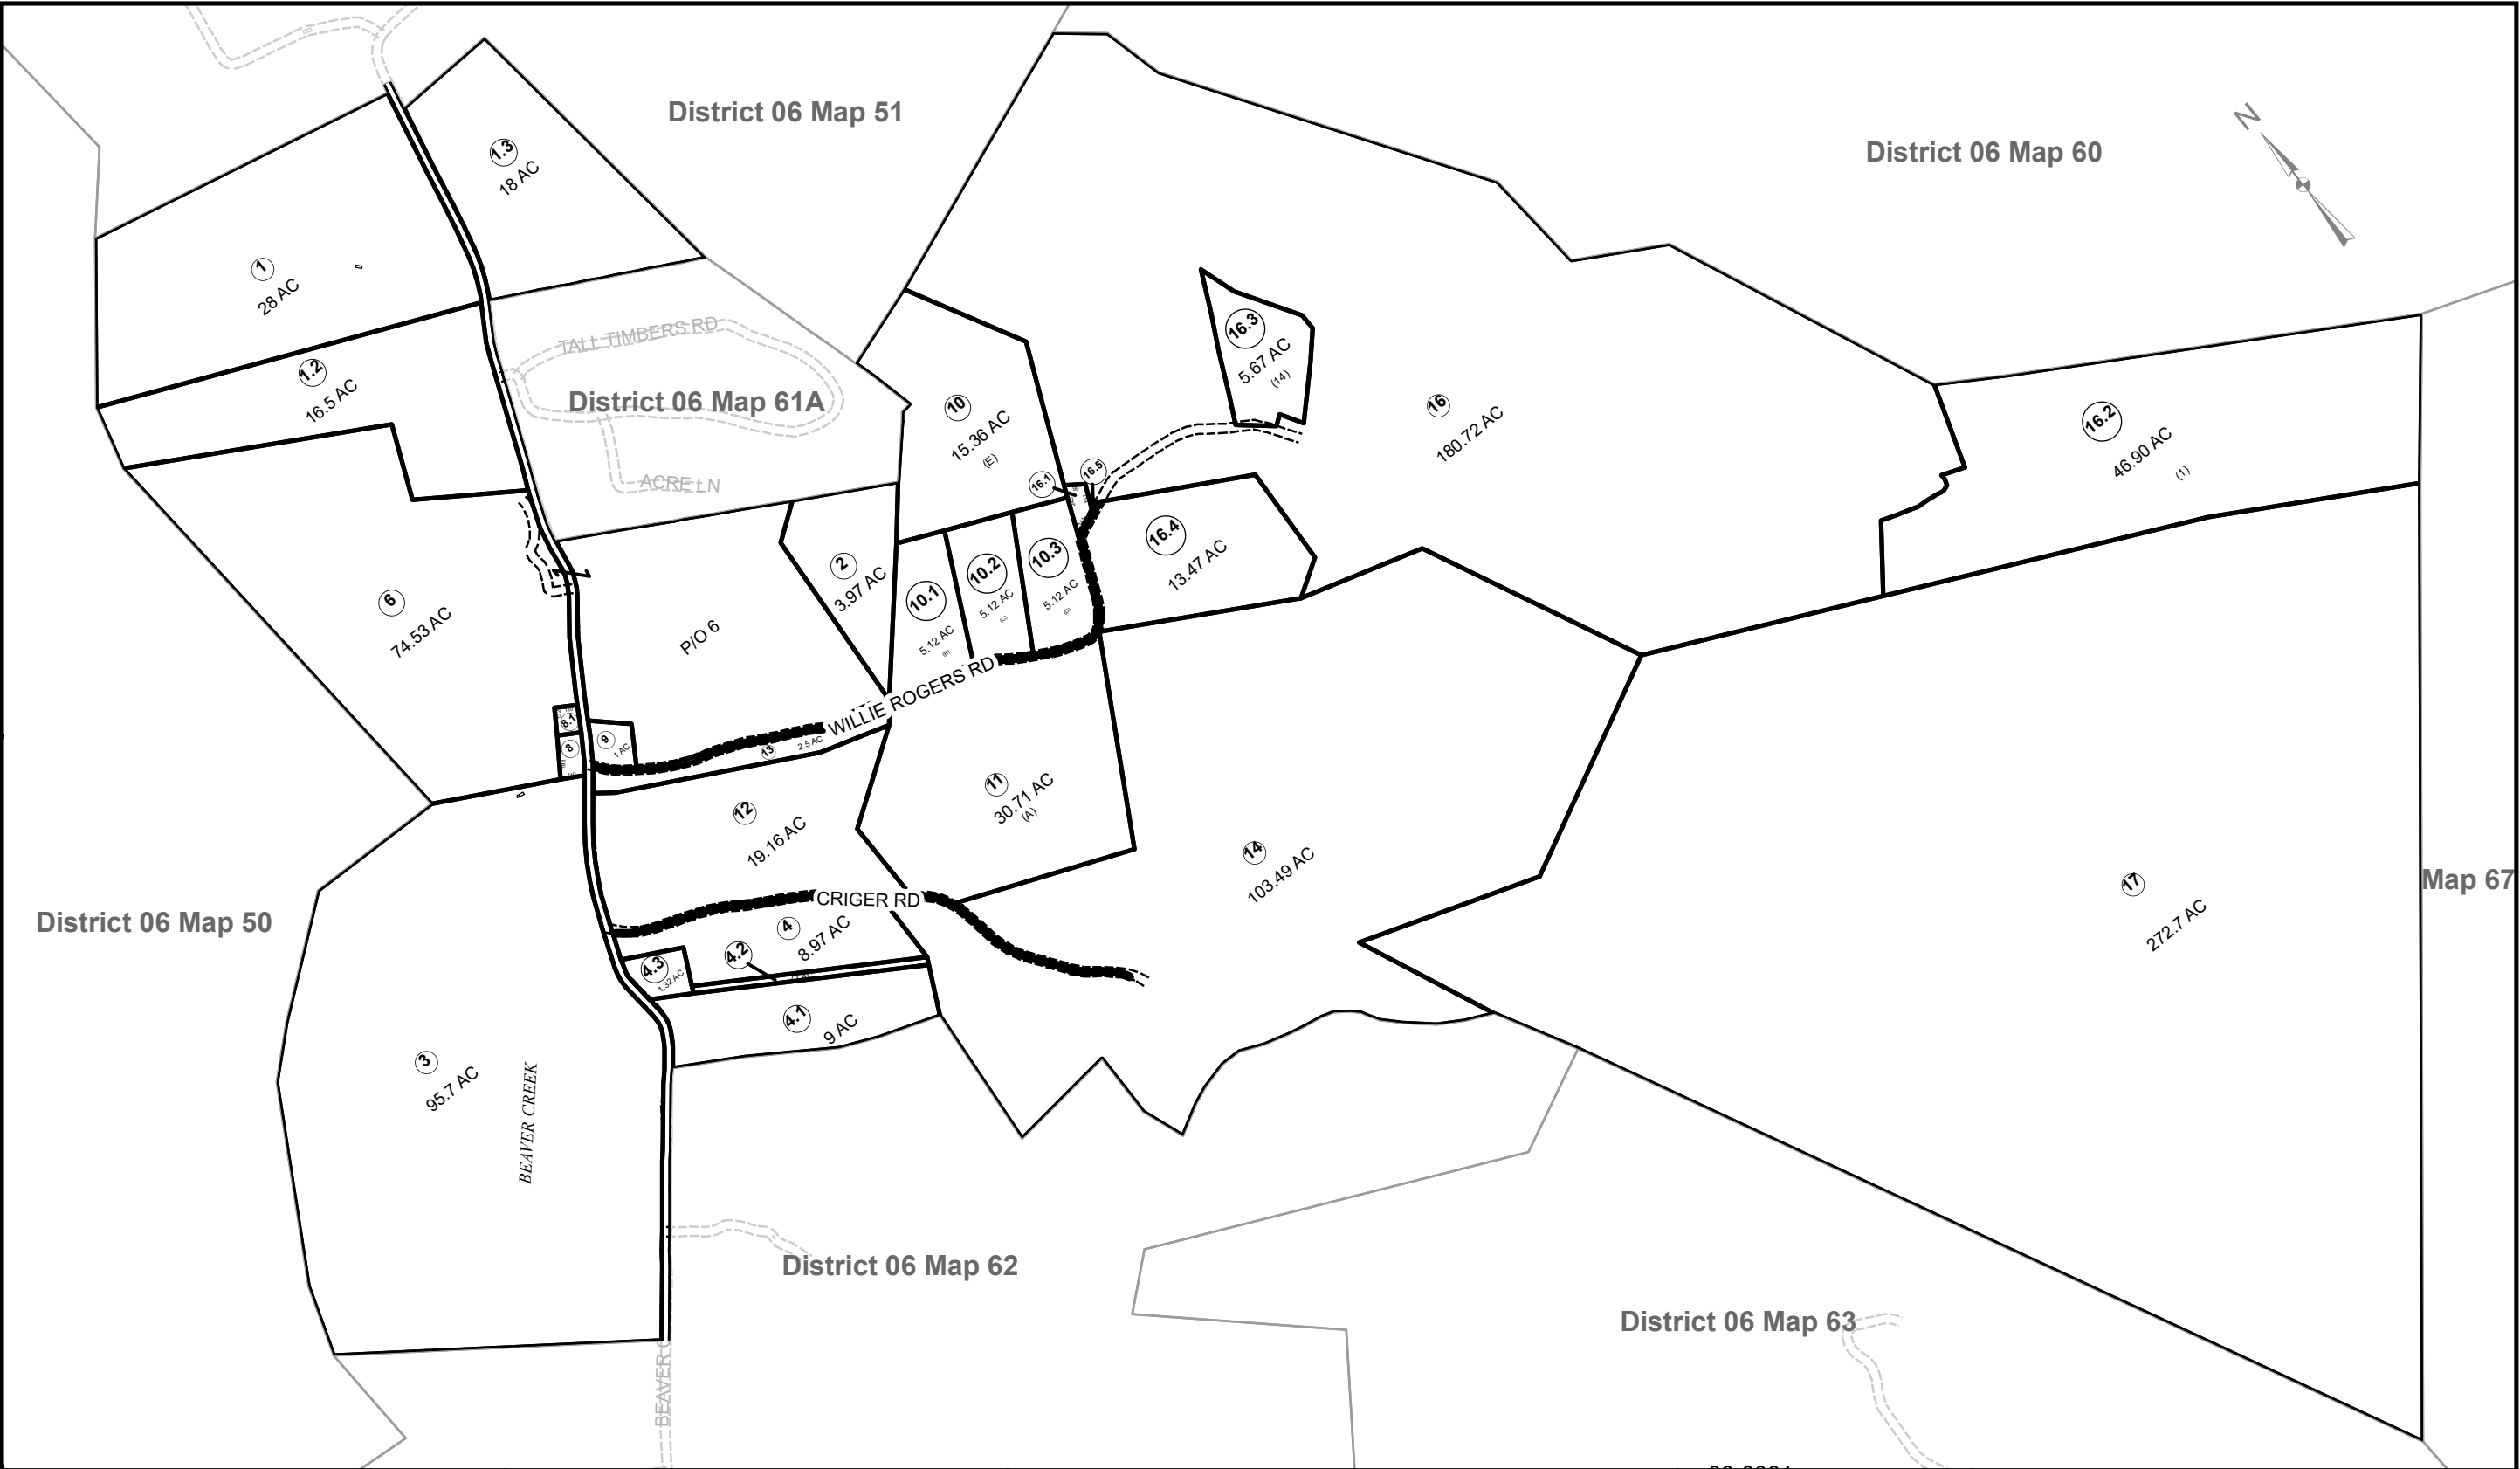 District 06 Map 51
District 06 Map 60
N
1.3
18 AC
1
28 AC
1.2
16.5 AC
TALL TIMBERS RD
District 06 Map 61A
ACRE LN
16.3
5.67 AC
(14)
10
15.36 AC
(E)
16
180.72 AC
16.2
46.90 AC
(1)
16.1
16.5
16.4
13.47 AC
2
3.97 AC
10.1
5.12 AC
(B)
10.2
5.12 AC
(C)
10.3
5.12 AC
(D)
6
74.53 AC
P/O 6
WILLIE ROGERS RD
8.1
8
9
1 AC
13
2.5 AC
12
19.16 AC
11
30.71 AC
(A)
14
103.49 AC
17
272.7 AC
Map 67
District 06 Map 50
CRIGER RD
4
8.97 AC
4.2
4.3
1.32 AC
4.1
9 AC
3
95.7 AC
BEAVER CREEK
District 06 Map 62
District 06 Map 63
BEAVER